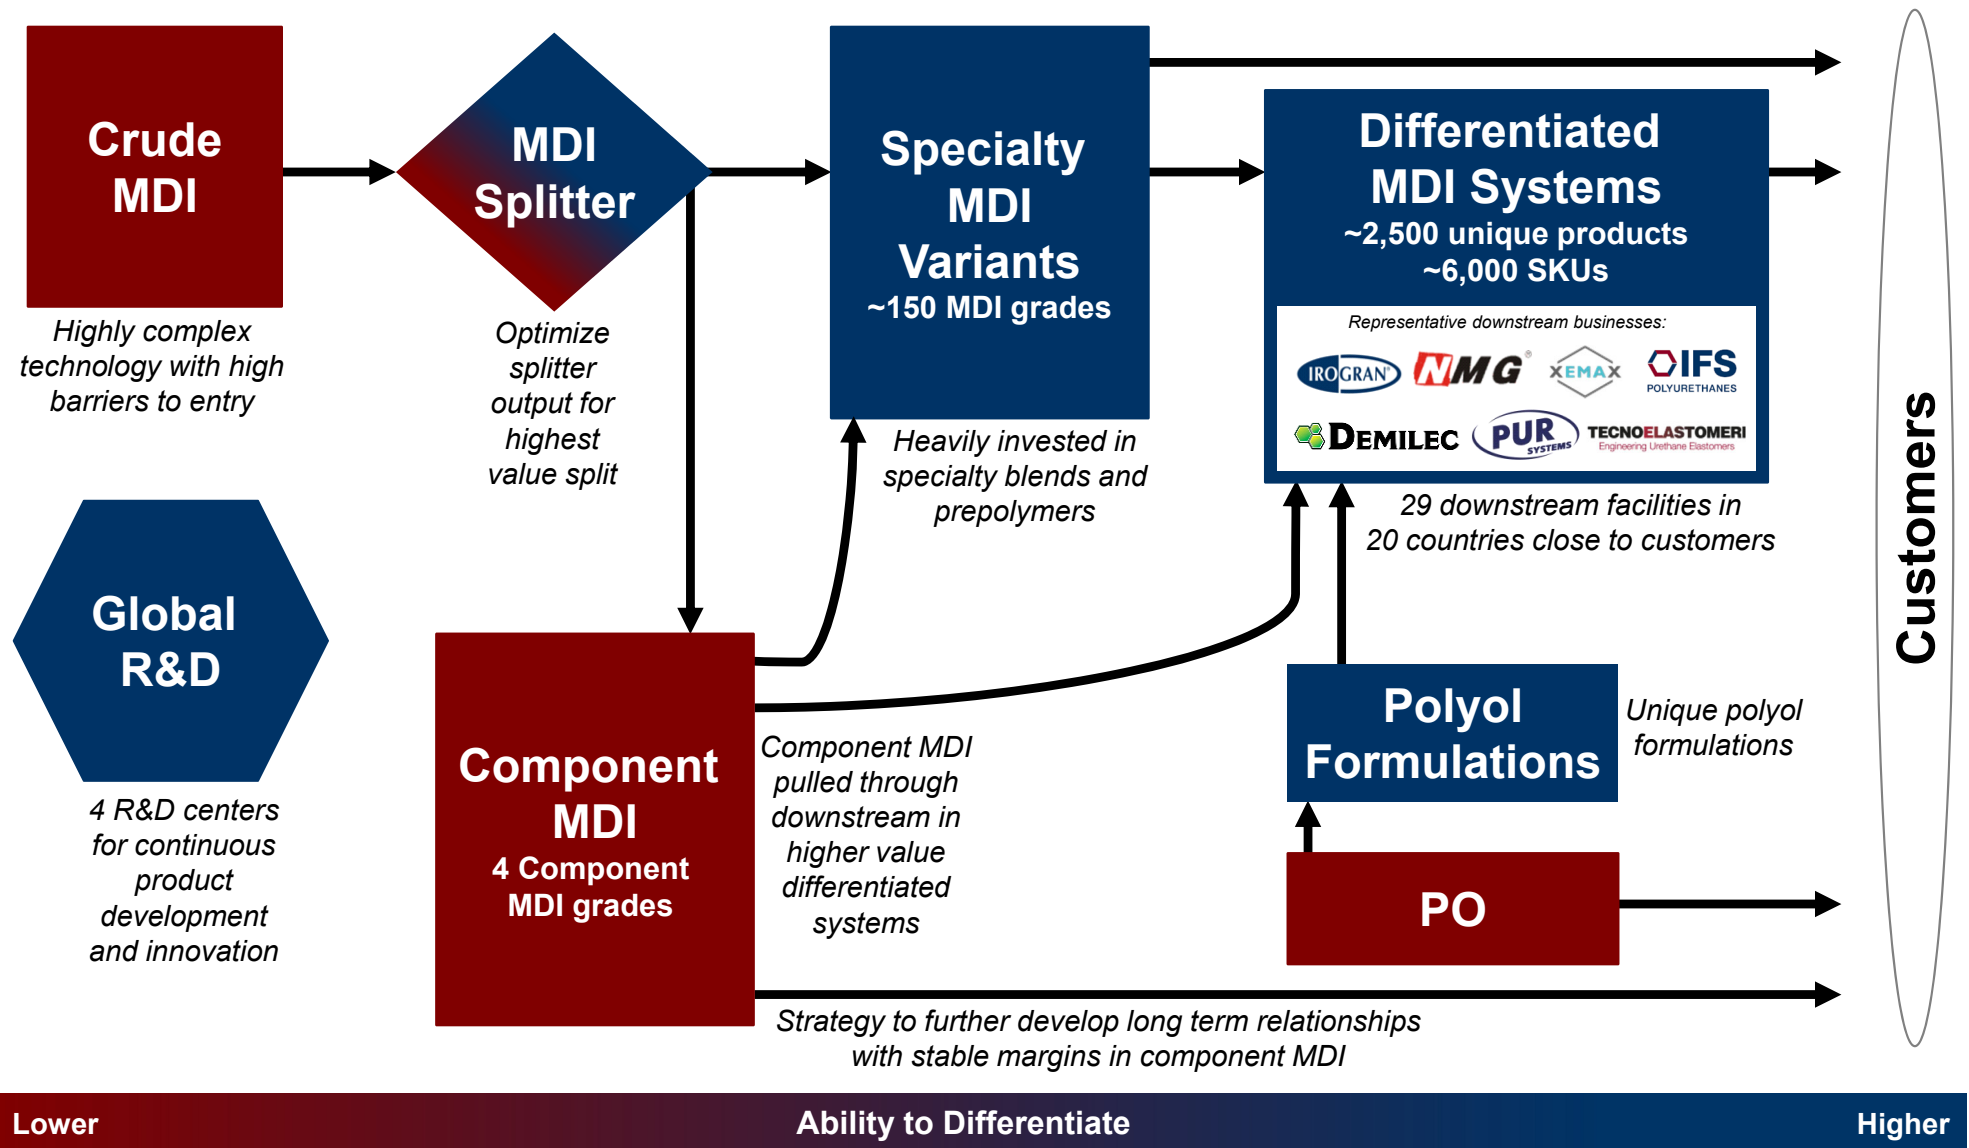 Crude
MDI
Highly complex
technology with high
barriers to entry
MDI
Splitter
Optimize
splitter
output for
highest
value split
Specialty
MDI
Variants
~150 MDI grades
Heavily invested in
specialty blends and
prepolymers
Differentiated
MDI Systems
~2,500 unique products
~6,000 SKUs
Representative downstream businesses:
IROGRAN®
NMG®
XEMAX
IFS
POLYURETHANES
DEMILEC
PUR
SYSTEMS
TECNOELASTOMERI
Engineering Urethane Elastomers
29 downstream facilities in
20 countries close to customers
Customers
Global
R&D
4 R&D centers
for continuous
product
development
and innovation
Component
MDI
4 Component
MDI grades
Component MDI
pulled through
downstream in
higher value
differentiated
systems
Polyol
Formulations
Unique polyol
formulations
PO
Strategy to further develop long term relationships
with stable margins in component MDI
Lower
Ability to Differentiate
Higher